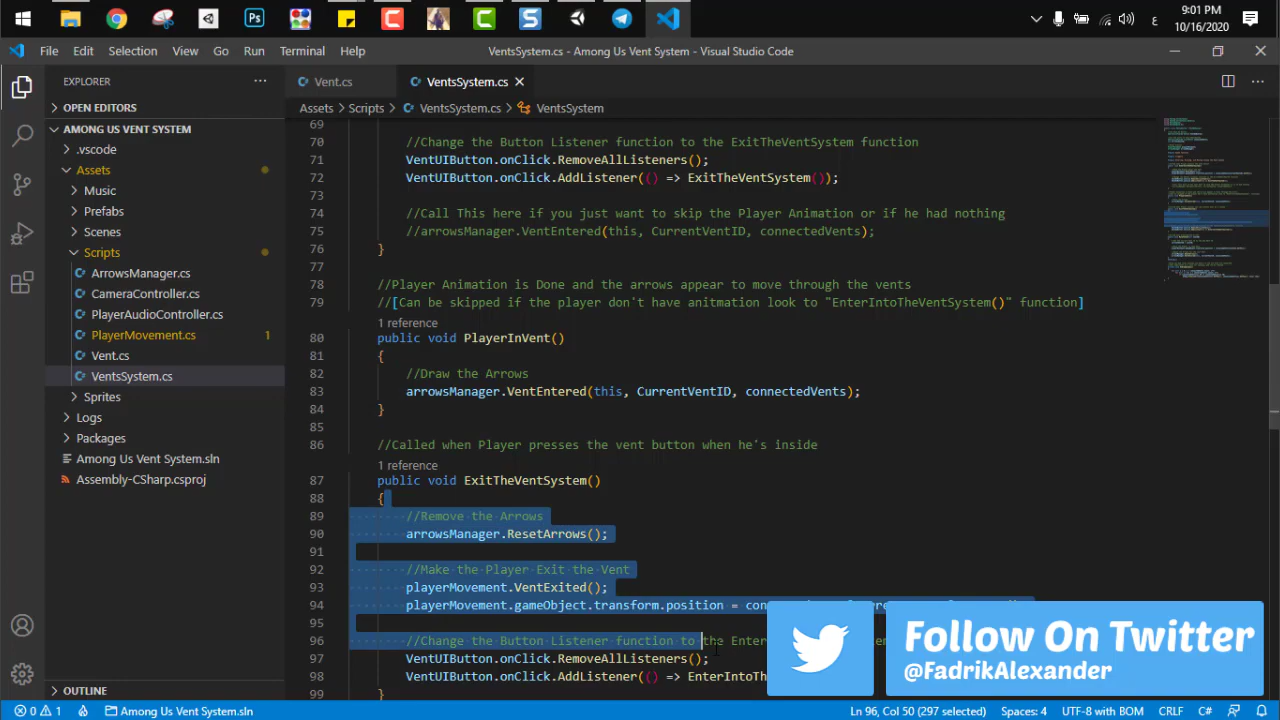 ع
9:01 AM
10/16/2020
File Edit Selection View Go Run Terminal Help
VentsSystem.cs - Among Us Vent System - Visual Studio Code
EXPLORER
OPEN EDITORS
AMONG US VENT SYSTEM
.vscode
Assets
Music
Prefabs
Scenes
Scripts
ArrowsManager.cs
CameraController.cs
PlayerAudioController.cs
PlayerMovement.cs 1
Vent.cs
VentsSystem.cs
Sprites
Logs
Packages
Among Us Vent System.sln
Assembly-CSharp.csproj
OUTLINE
Vent.cs VentsSystem.cs
Assets > Scripts > VentsSystem.cs > VentsSystem
69
70 //Change the Button Listener function to the ExitTheVentSystem function
71 VentUIButton.onClick.RemoveAllListeners();
72 VentUIButton.onClick.AddListener(() => ExitTheVentSystem());
73
74 //Call This here if you just want to skip the Player Animation or if he had nothing
75 //arrowsManager.VentEntered(this, CurrentVentID, connectedVents);
76 }
77
78 //Player Animation is Done and the arrows appear to move through the vents
79 //[Can be skipped if the player don't have anitmation look to "EnterIntoTheVentSystem()" function]
1 reference
80 public void PlayerInVent()
81 {
82 //Draw the Arrows
83 arrowsManager.VentEntered(this, CurrentVentID, connectedVents);
84 }
85
86 //Called when Player presses the vent button when he's inside
1 reference
87 public void ExitTheVentSystem()
88 {
89 //Remove the Arrows
90 arrowsManager.ResetArrows();
91
92 //Make the Player Exit the Vent
93 playerMovement.VentExited();
94 playerMovement.gameObject.transform.position =
95
96 //Change the Button Listener function to the
97 VentUIButton.onClick.RemoveAllListeners();
98 VentUIButton.onClick.AddListener(() =>
99 }
Follow On Twitter
@FadrikAlexander
0 1 Among Us Vent System.sln
Ln 96, Col 50 (297 selected) Spaces: 4 UTF-8 with BOM CRLF C#